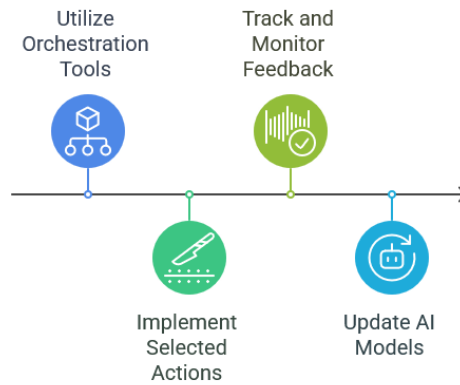 Utilize
Orchestration
Tools
Implement
Selected
Actions
Track and
Monitor
Feedback
Update AI
Models